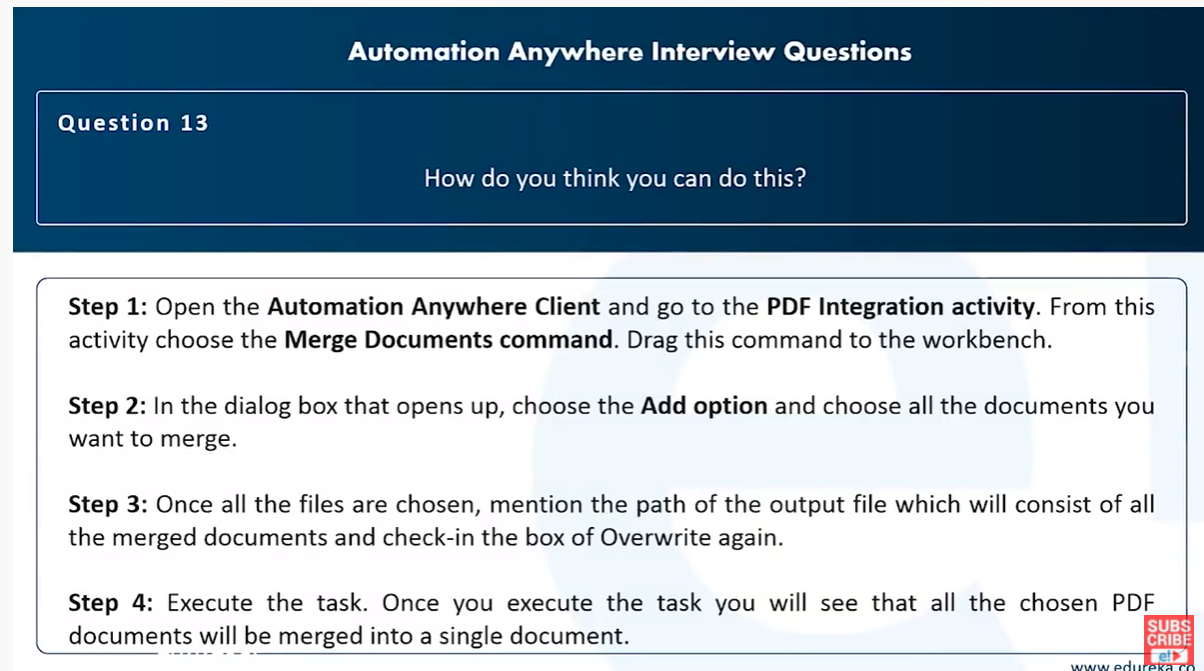 Automation Anywhere Interview Questions
Question 13
How do you think you can do this?
Step 1: Open the Automation Anywhere Client and go to the PDF Integration activity. From this
activity choose the Merge Documents command. Drag this command to the workbench.
Step 2: In the dialog box that opens up, choose the Add option and choose all the documents you
want to merge.
Step 3: Once all the files are chosen, mention the path of the output file which will consist of all
the merged documents and check-in the box of Overwrite again.
Step 4: Execute the task. Once you execute the task you will see that all the chosen PDF
documents will be merged into a single document.
SUBS
CRIBE
e!
www.edureka.co